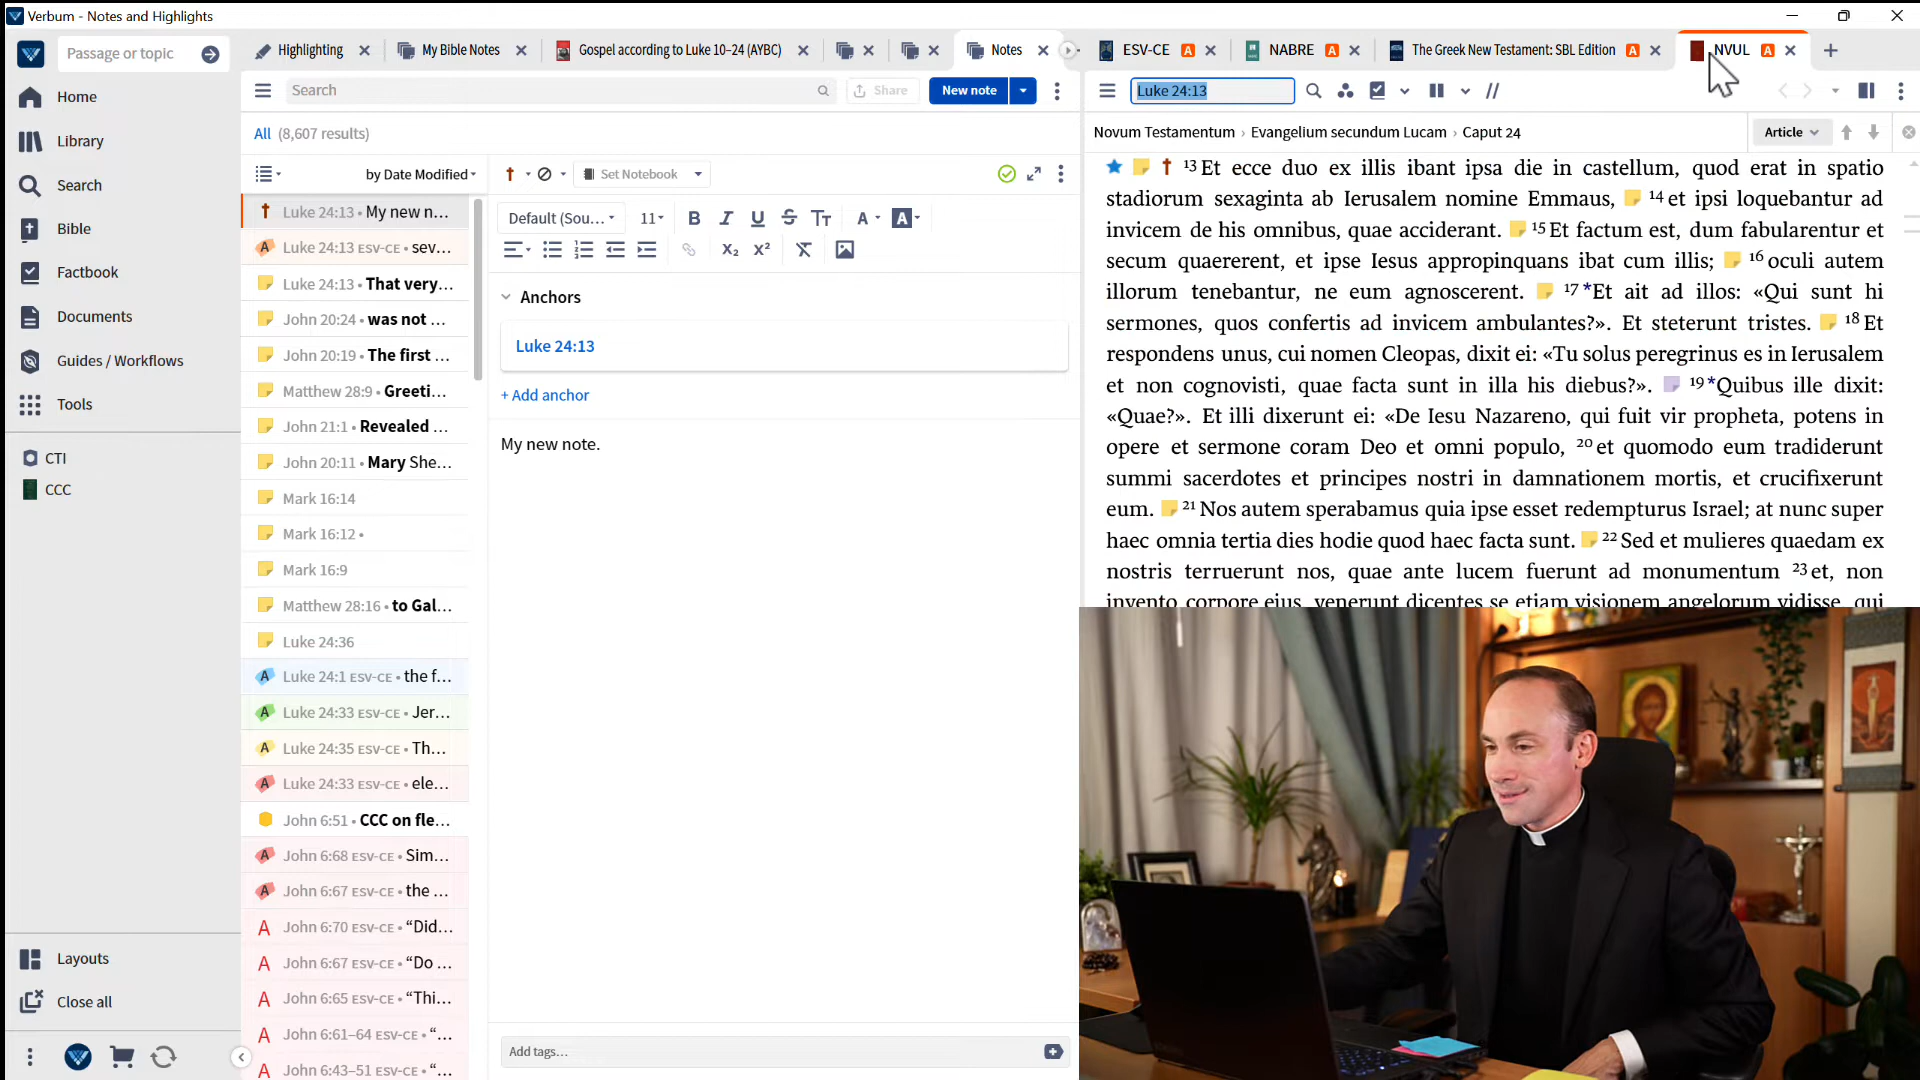 Verbum - Notes and Highlights
Passage or topic
Highlighting
My Bible Notes
Gospel according to Luke 10–24 (AYBC)
Notes
ESV-CE A
NABRE A
The Greek New Testament: SBL Edition A
NVUL A
Home
Library
Search
Bible
Factbook
Documents
Guides / Workflows
Tools
CTI
CCC
Layouts
Close all
Search
Share
New note
All (8,607 results)
by Date Modified
Luke 24:13 • My new n...
A Luke 24:13 ESV-CE • sev...
Luke 24:13 • That very...
John 20:24 • was not ...
John 20:19 • The first ...
Matthew 28:9 • Greeti...
John 21:1 • Revealed ...
John 20:11 • Mary She...
Mark 16:14
Mark 16:12 •
Mark 16:9
Matthew 28:16 • to Gal...
Luke 24:36
A Luke 24:1 ESV-CE • the f...
A Luke 24:33 ESV-CE • Jer...
A Luke 24:35 ESV-CE • Th...
A Luke 24:33 ESV-CE • ele...
John 6:51 • CCC on fle...
A John 6:68 ESV-CE • Sim...
A John 6:67 ESV-CE • the ...
A John 6:70 ESV-CE • “Did...
A John 6:67 ESV-CE • “Do ...
A John 6:65 ESV-CE • “Thi...
A John 6:61–64 ESV-CE • “...
A John 6:43–51 ESV-CE • “...
Set Notebook
Default (Sou... 11 B I U S TT A A
X₂ X²
Anchors
Luke 24:13
+ Add anchor
My new note.
Add tags...
Luke 24:13
Novum Testamentum › Evangelium secundum Lucam › Caput 24
Article
13 Et ecce duo ex illis ibant ipsa die in castellum, quod erat in spatio
stadiorum sexaginta ab Ierusalem nomine Emmaus, 14 et ipsi loquebantur ad
invicem de his omnibus, quae acciderant. 15 Et factum est, dum fabularentur et
secum quaererent, et ipse Iesus appropinquans ibat cum illis; 16 oculi autem
illorum tenebantur, ne eum agnoscerent. 17 *Et ait ad illos: «Qui sunt hi
sermones, quos confertis ad invicem ambulantes?». Et steterunt tristes. 18 Et
respondens unus, cui nomen Cleopas, dixit ei: «Tu solus peregrinus es in Ierusalem
et non cognovisti, quae facta sunt in illa his diebus?». 19 *Quibus ille dixit:
«Quae?». Et illi dixerunt ei: «De Iesu Nazareno, qui fuit vir propheta, potens in
opere et sermone coram Deo et omni populo, 20 et quomodo eum tradiderunt
summi sacerdotes et principes nostri in damnationem mortis, et crucifixerunt
eum. 21 Nos autem sperabamus quia ipse esset redempturus Israel; at nunc super
haec omnia tertia dies hodie quod haec facta sunt. 22 Sed et mulieres quaedam ex
nostris terruerunt nos, quae ante lucem fuerunt ad monumentum 23 et, non
invento corpore eius, venerunt dicentes se etiam visionem angelorum vidisse, qui